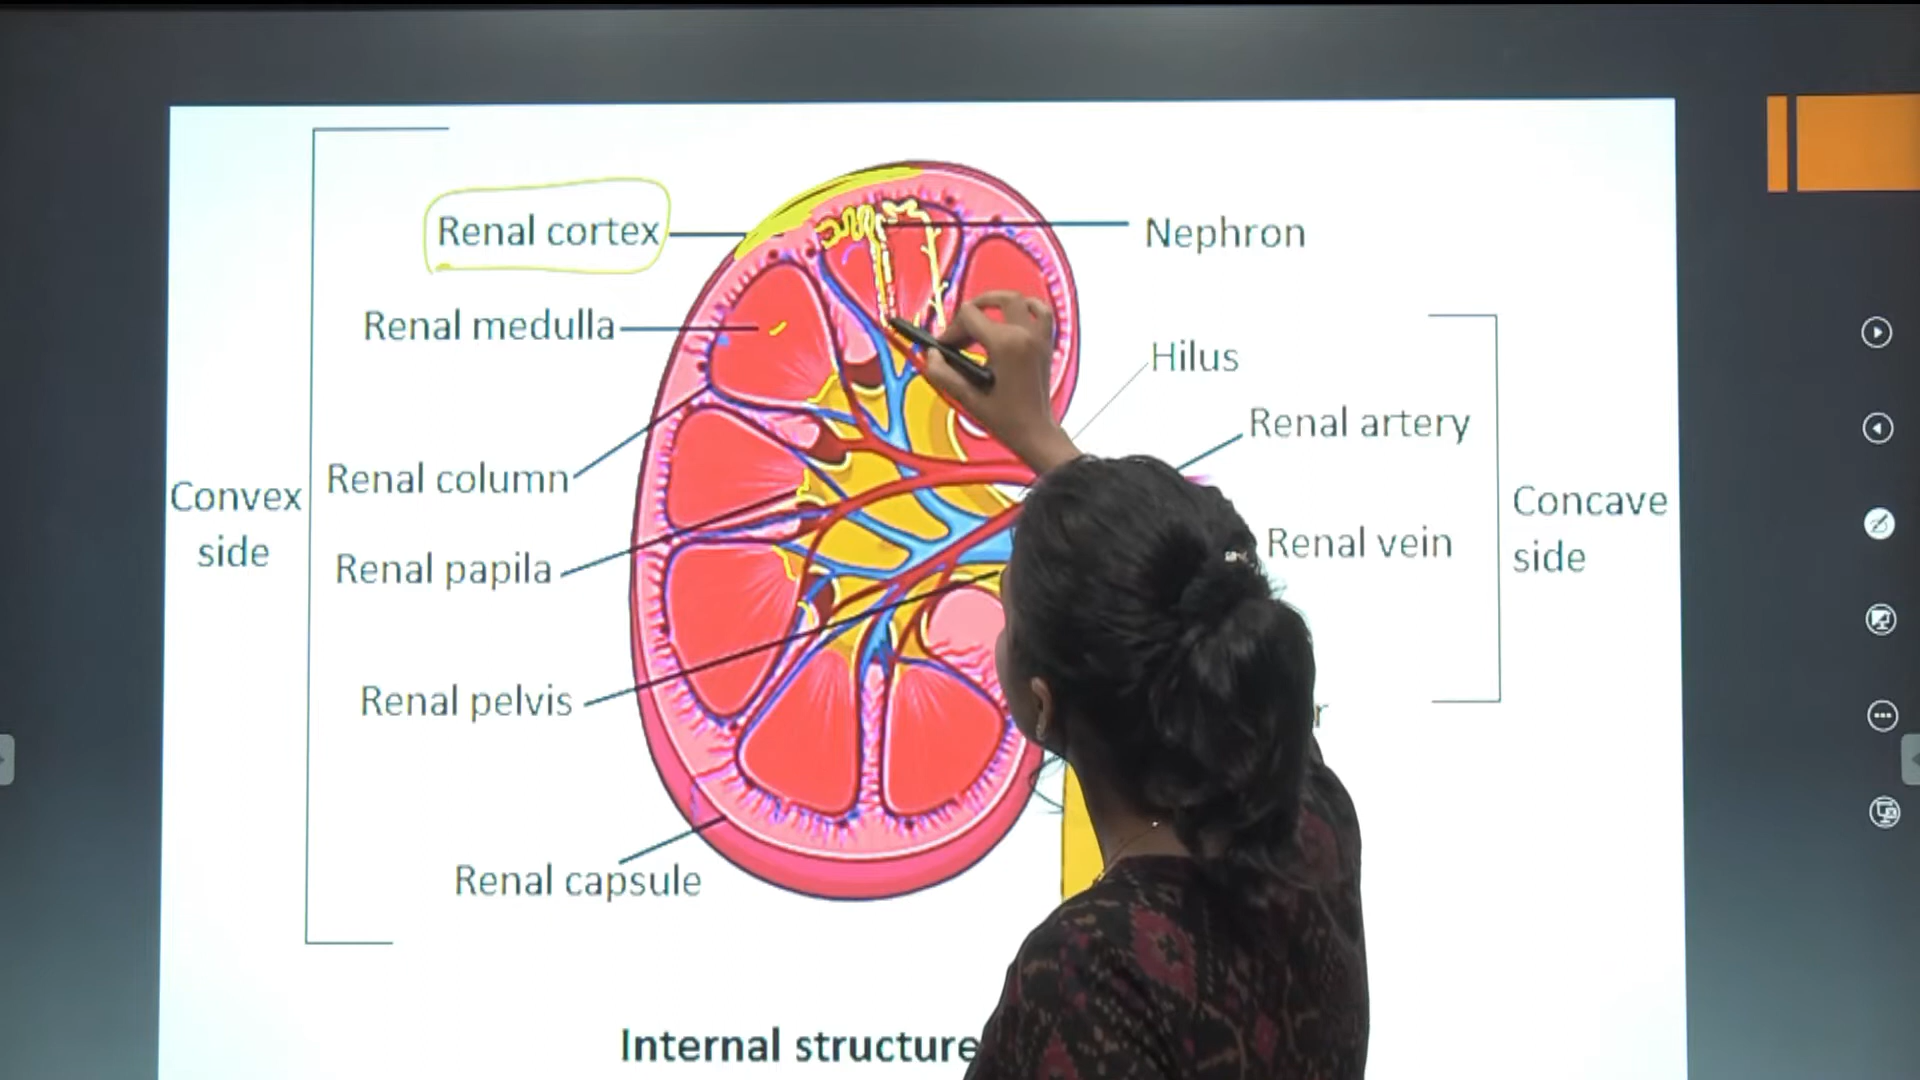 Renal cortex
Nephron
Renal medulla
Hilus
Renal artery
Renal column
Convex
side
Concave
side
Renal vein
Renal papila
Renal pelvis
Renal capsule
Internal structure